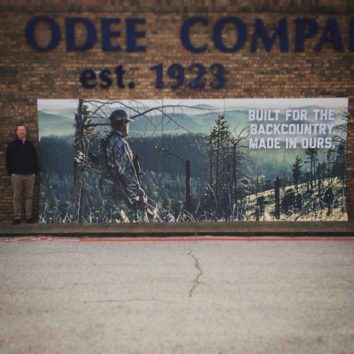 ODEE COMPA
est. 1923
BUILT FOR THE
BACKCOUNTRY.
MADE IN OURS.